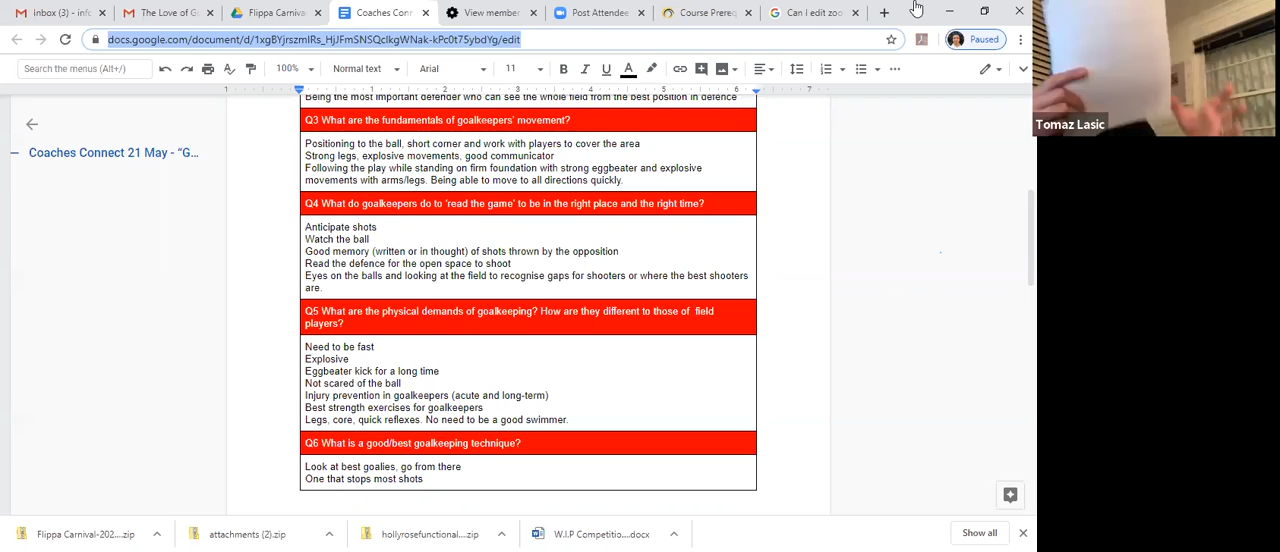 Inbox (3) - info
The Love of Go
Flippa Carnival
Coaches Conn
View member
Post Attendee
Course Prereq
Can I edit zoo
docs.google.com/document/d/1xgBYjrszmIRs_HjJFmSNSQcIkgWNak-kPc0t75ybdYg/edit
Paused
Search the menus (Alt+/)
100%
Normal text
Arial
11
Tomaz Lasic
1 1 2 3 4 5 6 7
Coaches Connect 21 May - "G...
Being the most important defender who can see the whole field from the best position in defence
Q3 What are the fundamentals of goalkeepers' movement?
Positioning to the ball, short corner and work with players to cover the area
Strong legs, explosive movements, good communicator
Following the play while standing on firm foundation with strong eggbeater and explosive
movements with arms/legs. Being able to move to all directions quickly.
Q4 What do goalkeepers do to 'read the game' to be in the right place and the right time?
Anticipate shots
Watch the ball
Good memory (written or in thought) of shots thrown by the opposition
Read the defence for the open space to shoot
Eyes on the balls and looking at the field to recognise gaps for shooters or where the best shooters
are.
Q5 What are the physical demands of goalkeeping? How are they different to those of field
players?
Need to be fast
Explosive
Eggbeater kick for a long time
Not scared of the ball
Injury prevention in goalkeepers (acute and long-term)
Best strength exercises for goalkeepers
Legs, core, quick reflexes. No need to be a good swimmer.
Q6 What is a good/best goalkeeping technique?
Look at best goalies, go from there
One that stops most shots
Flippa Carnival-202....zip
attachments (2).zip
hollyrosefunctional....zip
W.I.P Competitio....docx
Show all